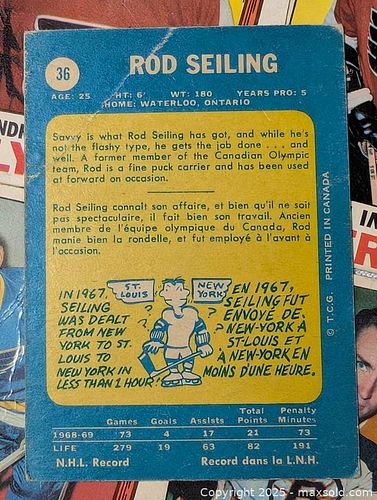 36
ROD SEILING
AGE: 25 HT: 6' WT: 180 YEARS PRO: 5
HOME: WATERLOO, ONTARIO
Savvy is what Rod Seiling has got, and while he's
not the flashy type, he gets the job done . . . and
well. A former member of the Canadian Olympic
team, Rod is a fine puck carrier and has been used
at forward on occasion.
Rod Seiling connaît son affaire, et bien qu'il ne soit
pas spectaculaire, il fait bien son travail. Ancien
membre de l'équipe olympique du Canada, Rod
manie bien la rondelle, et fut employé à l'avant à
l'occasion.
IN 1967,
SEILING
WAS DEALT
FROM NEW
YORK TO ST.
LOUIS TO
NEW YORK IN
LESS THAN 1 HOUR.
ST.
LOUIS
NEW
YORK
? ? ? ?
EN 1967,
SEILING FUT
ENVOYÉ DE
NEW-YORK À
ST-LOUIS ET
À NEW-YORK EN
MOINS D'UNE HEURE.
© T.C.G. PRINTED IN CANADA
Games Goals Assists Total Points Penalty Minutes
1968-69 73 4 17 21 73
LIFE 279 19 63 82 191
N.H.L. Record Record dans la L.N.H.
Copyright 2025 - maxsold.com